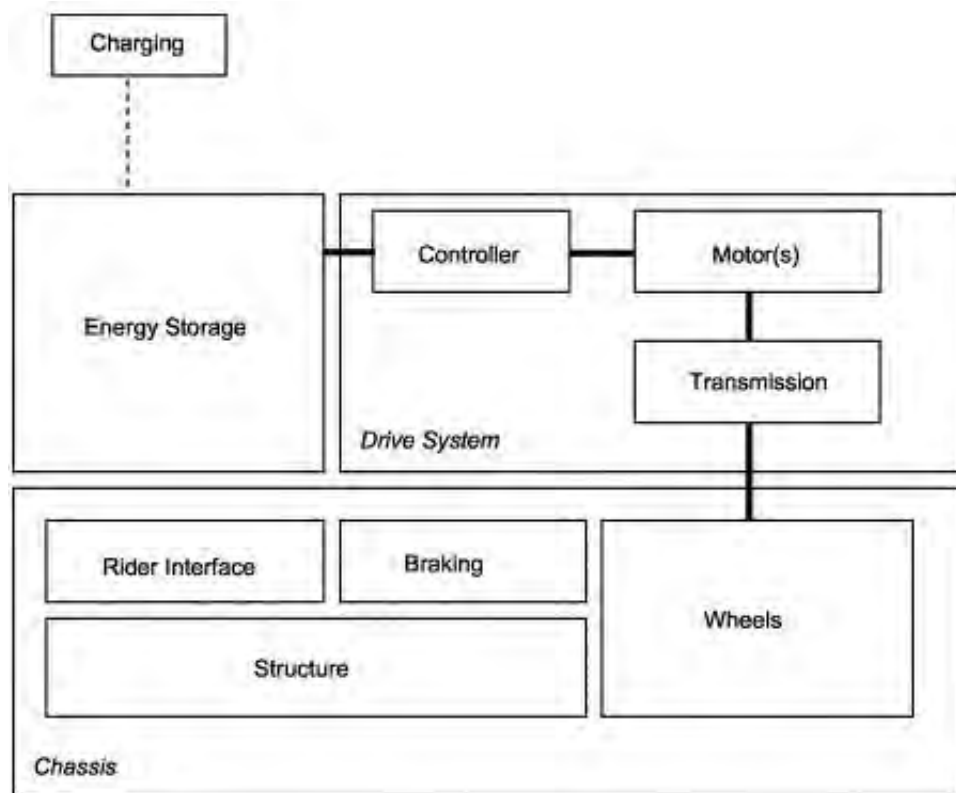 Charging
Controller
Motor(s)
Energy Storage
Transmission
Drive System
Rider Interface
Braking
Wheels
Structure
Chassis